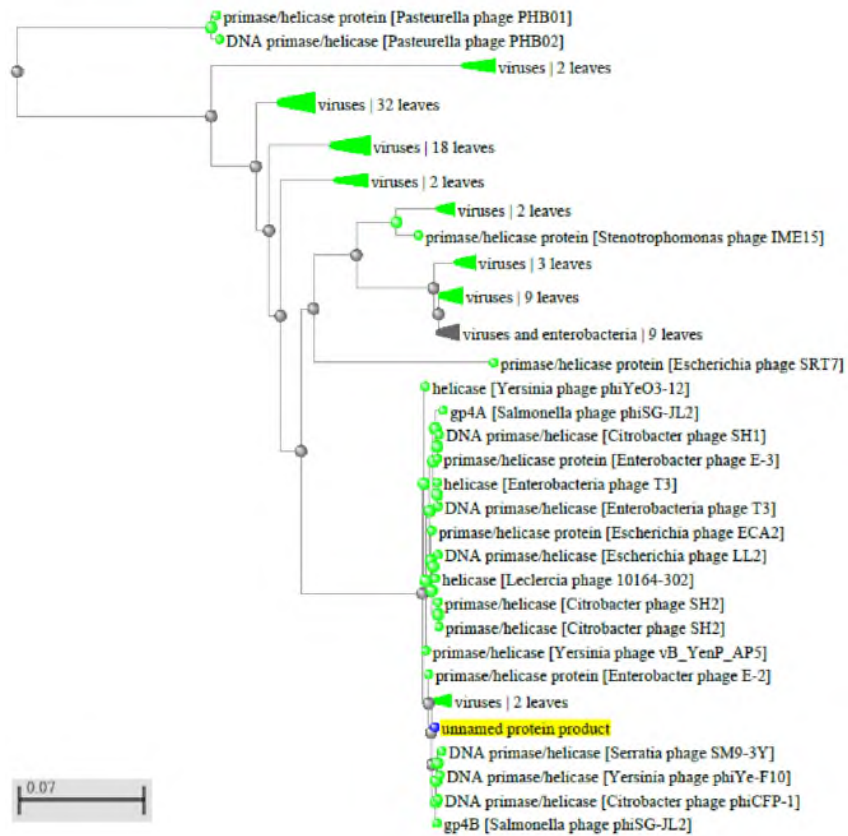 primase/helicase protein [Pasteurella phage PHB01]
DNA primase/helicase [Pasteurella phage PHB02]
viruses | 2 leaves
viruses | 32 leaves
viruses | 18 leaves
viruses | 2 leaves
viruses | 2 leaves
primase/helicase protein [Stenotrophomonas phage IME15]
viruses | 3 leaves
viruses | 9 leaves
viruses and enterobacteria | 9 leaves
primase/helicase protein [Escherichia phage SRT7]
helicase [Yersinia phage phiYeO3-12]
gp4A [Salmonella phage phiSG-JL2]
DNA primase/helicase [Citrobacter phage SH1]
primase/helicase protein [Enterobacter phage E-3]
helicase [Enterobacteria phage T3]
DNA primase/helicase [Enterobacteria phage T3]
primase/helicase protein [Escherichia phage ECA2]
DNA primase/helicase [Escherichia phage LL2]
helicase [Leclercia phage 10164-302]
primase/helicase [Citrobacter phage SH2]
primase/helicase protein [Citrobacter phage SH2]
primase/helicase [Yersinia phage vB_YenP_AP5]
primase/helicase protein [Enterobacter phage E-2]
viruses | 2 leaves
unnamed protein product
DNA primase/helicase [Serratia phage SM9-3Y]
DNA primase/helicase [Yersinia phage phiYe-F10]
DNA primase/helicase [Citrobacter phage phiCFP-1]
gp4B [Salmonella phage phiSG-JL2]
0.07